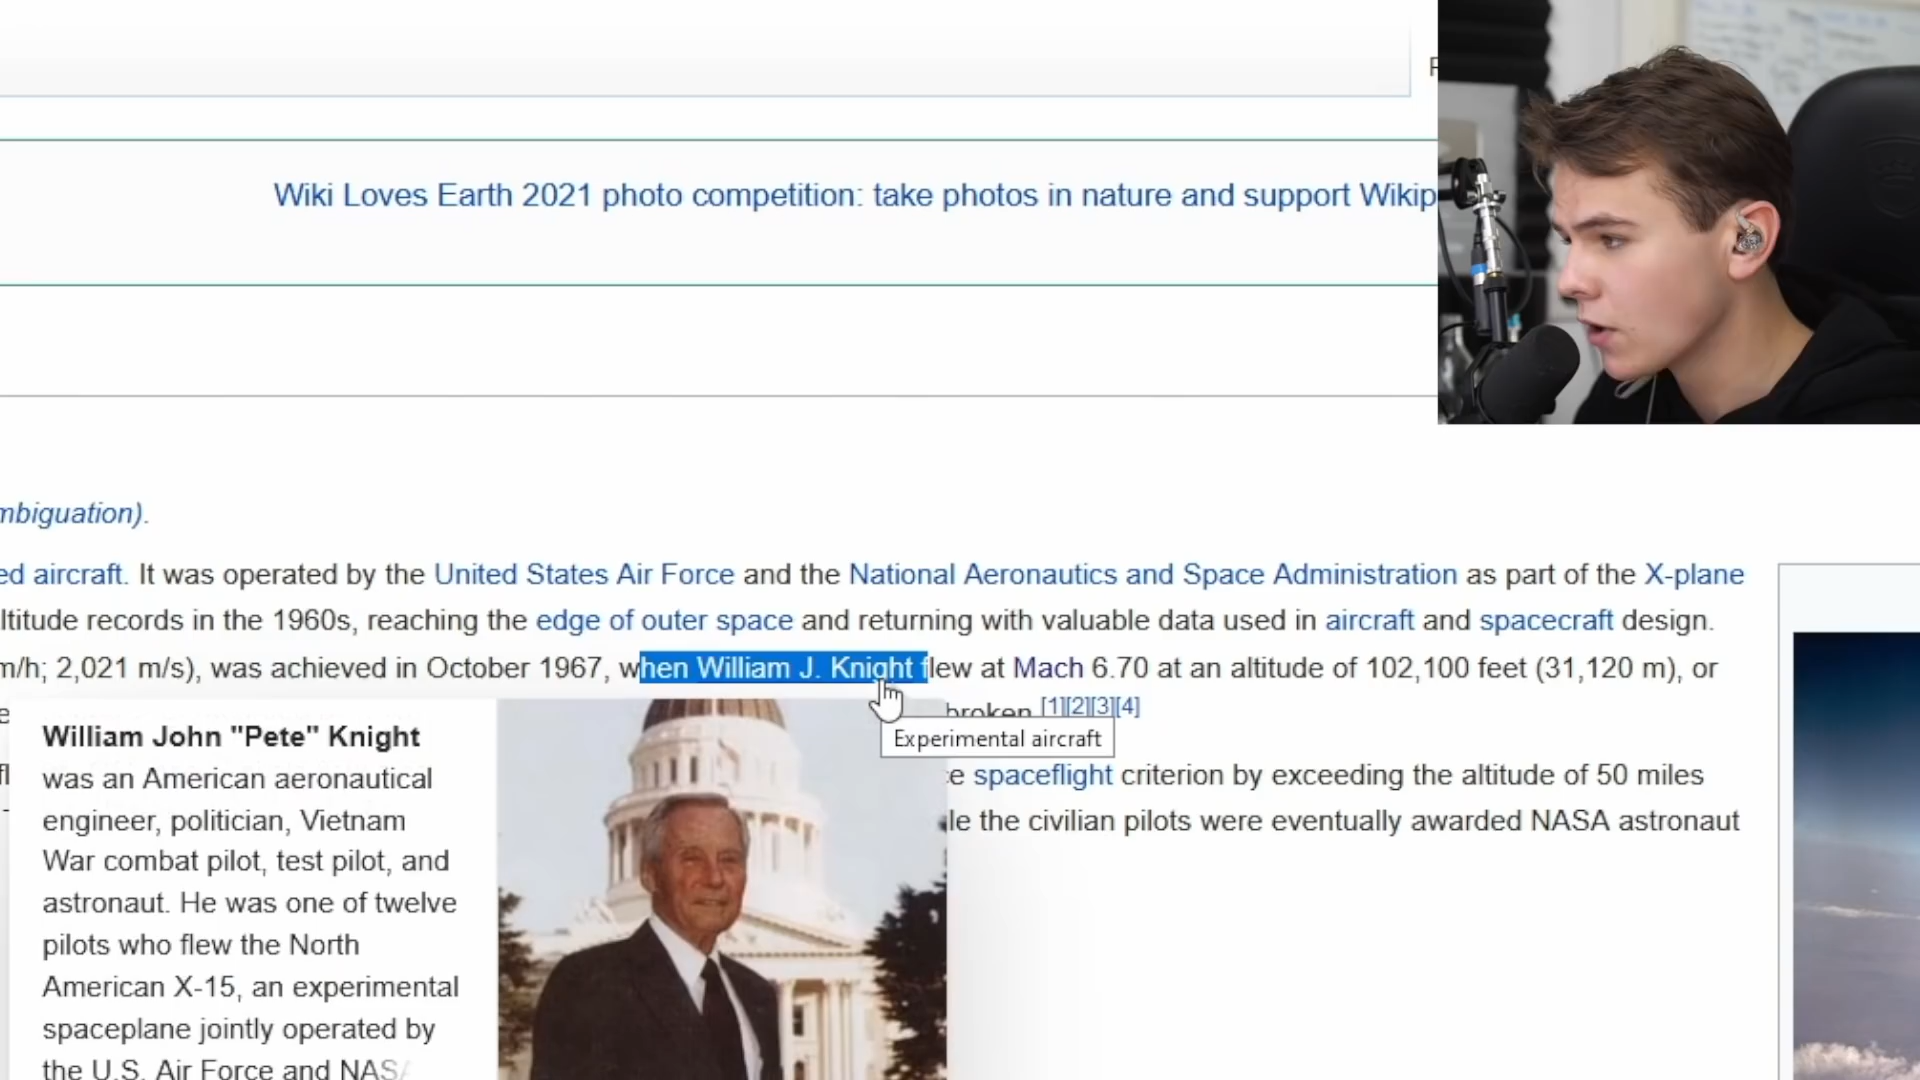 Wiki Loves Earth 2021 photo competition: take photos in nature and support Wikip
mbiguation).
ed aircraft. It was operated by the United States Air Force and the National Aeronautics and Space Administration as part of the X-plane
ltitude records in the 1960s, reaching the edge of outer space and returning with valuable data used in aircraft and spacecraft design.
m/h; 2,021 m/s), was achieved in October 1967, when William J. Knight flew at Mach 6.70 at an altitude of 102,100 feet (31,120 m), or
broken.[1][2][3][4]
Experimental aircraft
spaceflight criterion by exceeding the altitude of 50 miles
le the civilian pilots were eventually awarded NASA astronaut
William John "Pete" Knight
was an American aeronautical
engineer, politician, Vietnam
War combat pilot, test pilot, and
astronaut. He was one of twelve
pilots who flew the North
American X-15, an experimental
spaceplane jointly operated by
the U.S. Air Force and NASA